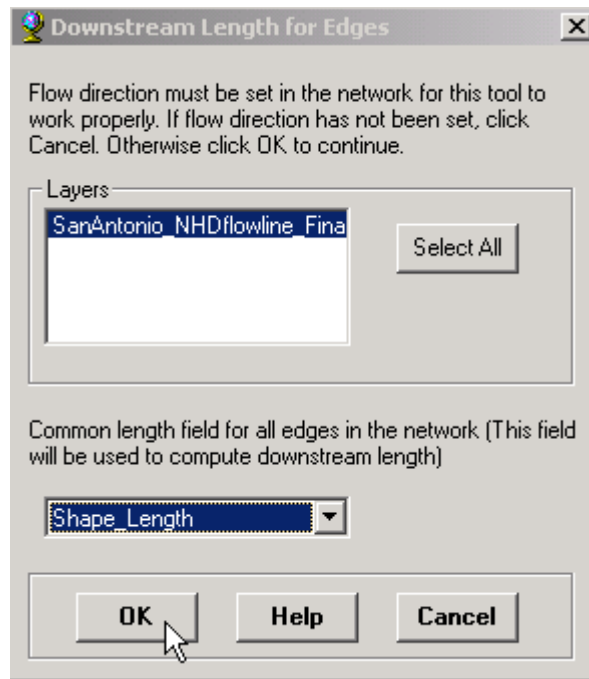 Downstream Length for Edges
Flow direction must be set in the network for this tool to
work properly. If flow direction has not been set, click
Cancel. Otherwise click OK to continue.
Layers
SanAntonio_NHDflowline_Fina
Select All
Common length field for all edges in the network (This field
will be used to compute downstream length)
Shape_Length
OK
Help
Cancel